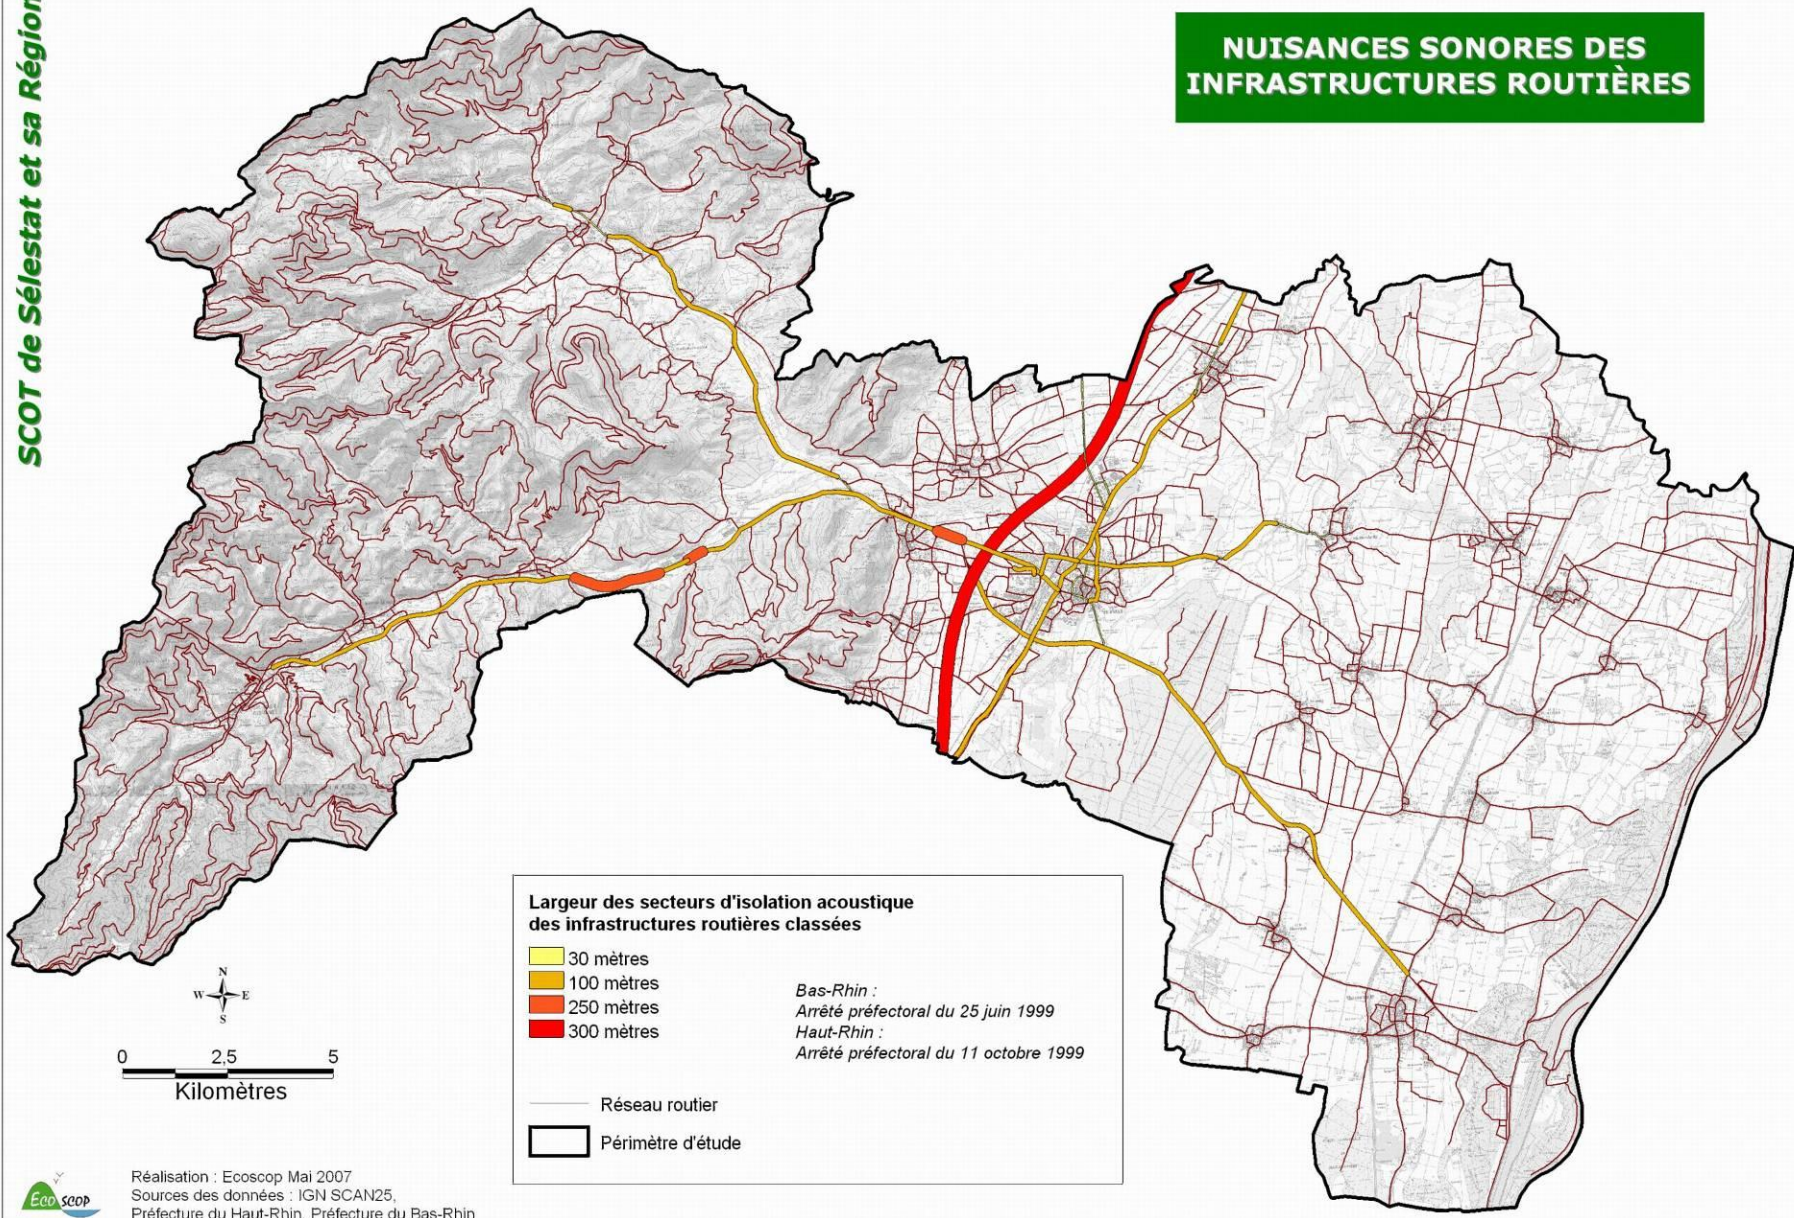 SCOT de Sélestat et sa Région
NUISANCES SONORES DES
INFRASTRUCTURES ROUTIÈRES
Largeur des secteurs d'isolation acoustique
des infrastructures routières classées
30 mètres
100 mètres
250 mètres
300 mètres
Bas-Rhin :
Arrêté préfectoral du 25 juin 1999
Haut-Rhin :
Arrêté préfectoral du 11 octobre 1999
Réseau routier
Périmètre d'étude
N
W E
S
0 2,5 5
Kilomètres
Eco SCOP
Réalisation : Ecoscop Mai 2007
Sources des données : IGN SCAN25,
Préfecture du Haut-Rhin, Préfecture du Bas-Rhin